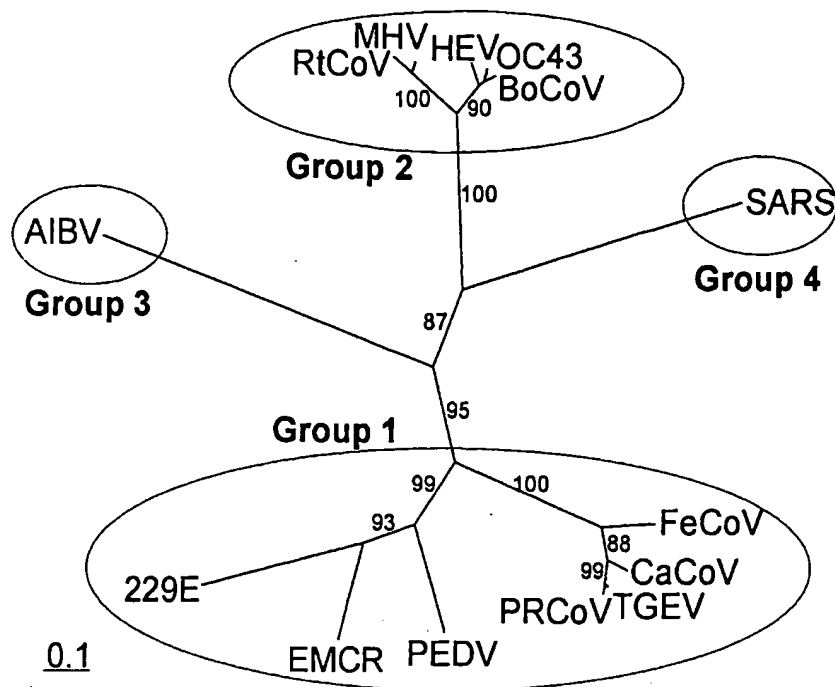 MHV
HEV
OC43
RtCoV
BoCoV
100
90
Group 2
100
SARS
AIBV
Group 4
Group 3
87
95
Group 1
99
100
93
FeCoV
88
CaCoV
99
229E
PRCoV
TGEV
EMCR
PEDV
0.1